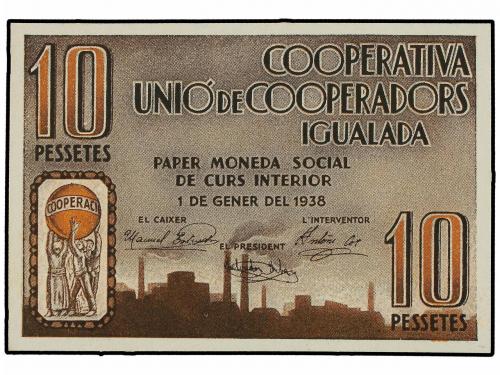 10
PESSETES
COOPERATIVA
UNIÓ DE COOPERADORS
IGUALADA
PAPER MONEDA SOCIAL
DE CURS INTERIOR
1 DE GENER DEL 1938
EL CAIXER
L'INTERVENTOR
EL PRESIDENT
COOPERACI
10
PESSETES